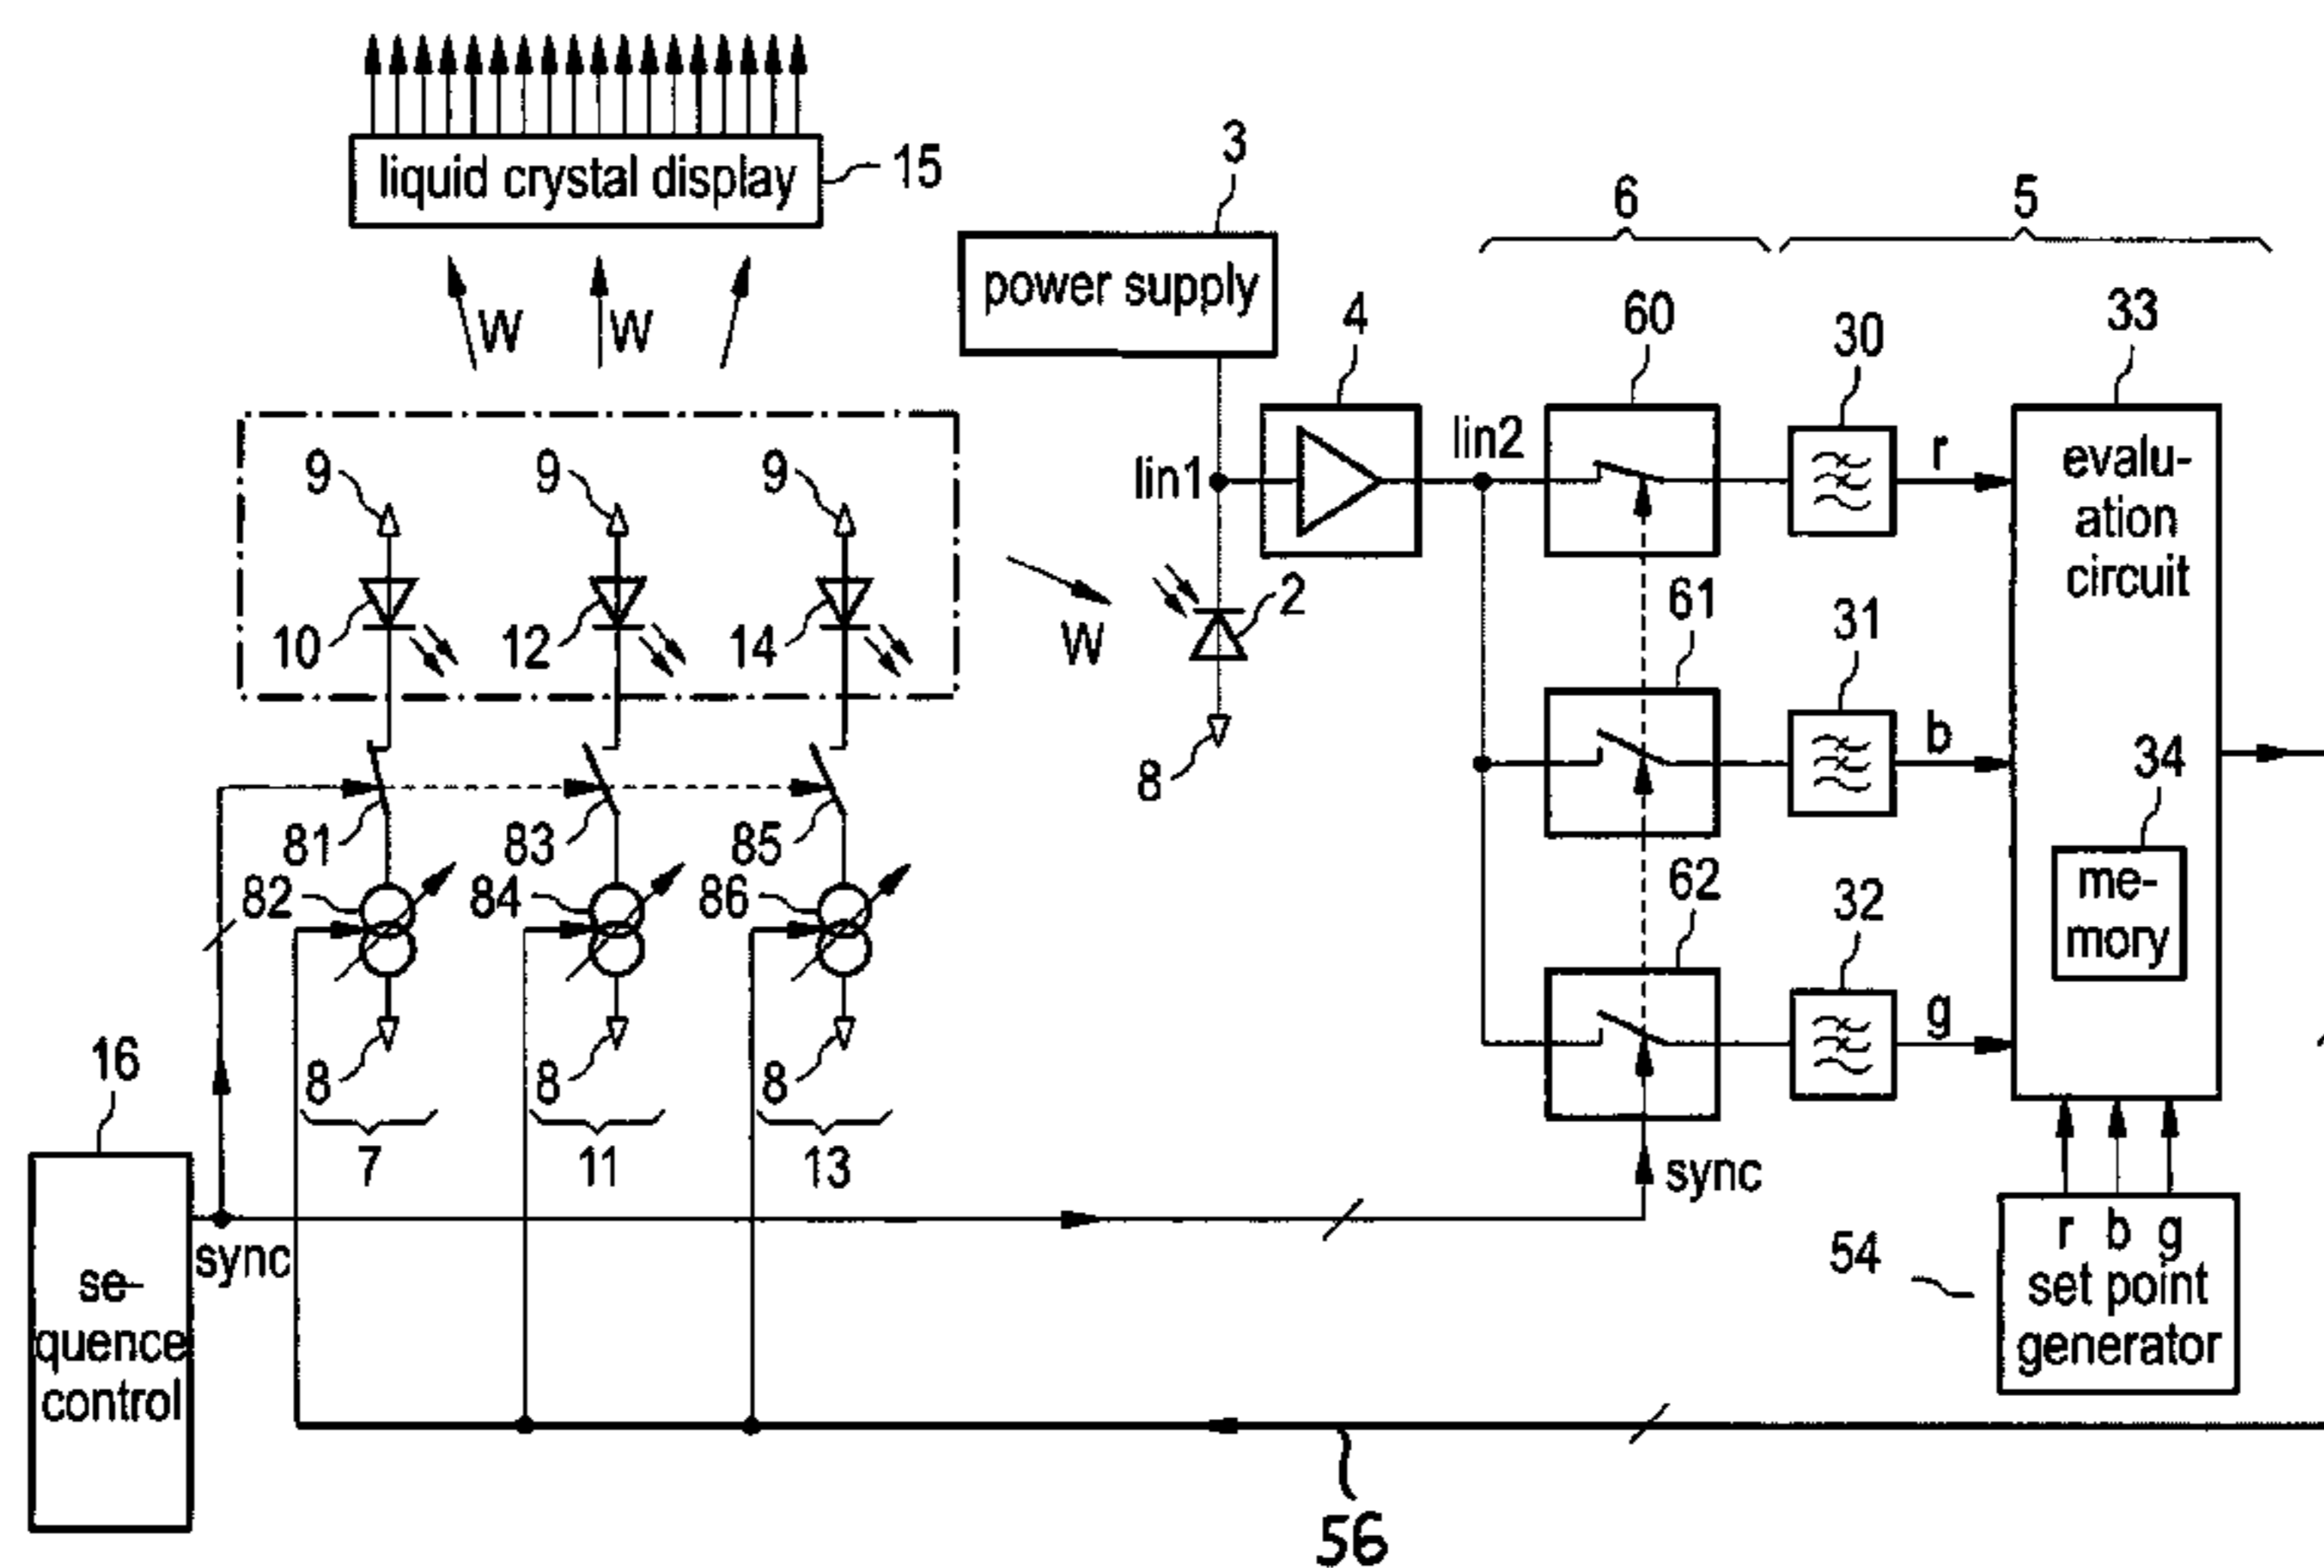 liquid crystal display
15
3
power supply
6
5
W
W
4
60
30
33
lin1
lin2
r
evalu-
ation
circuit
9
9
9
10
12
14
W
2
61
31
b
8
34
me-
mory
81
83
85
82
84
86
62
32
g
8
8
8
16
7
11
13
sync
sync
se-
quence
control
54
r b g
set point
generator
56